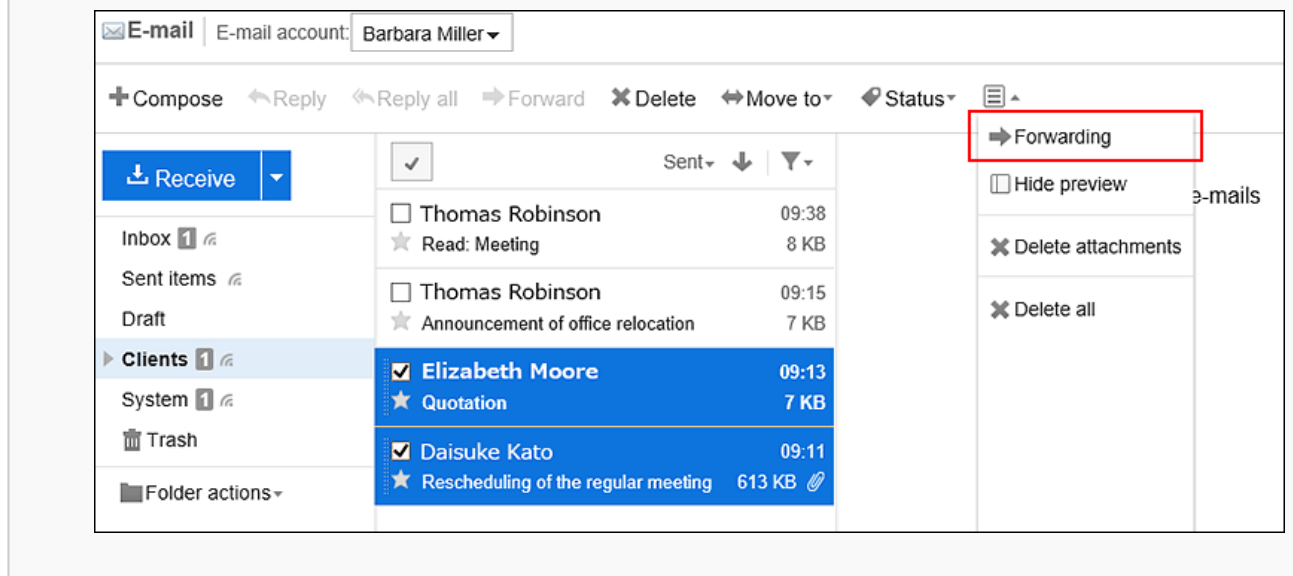 E-mail E-mail account: Barbara Miller
Compose Reply Reply all Forward Delete Move to Status
Forwarding
Hide preview
Delete attachments
Delete all
e-mails
Receive
Inbox 1
Sent items
Draft
Clients 1
System 1
Trash
Folder actions
Sent
Thomas Robinson 09:38
Read: Meeting 8 KB
Thomas Robinson 09:15
Announcement of office relocation 7 KB
Elizabeth Moore 09:13
Quotation 7 KB
Daisuke Kato 09:11
Rescheduling of the regular meeting 613 KB